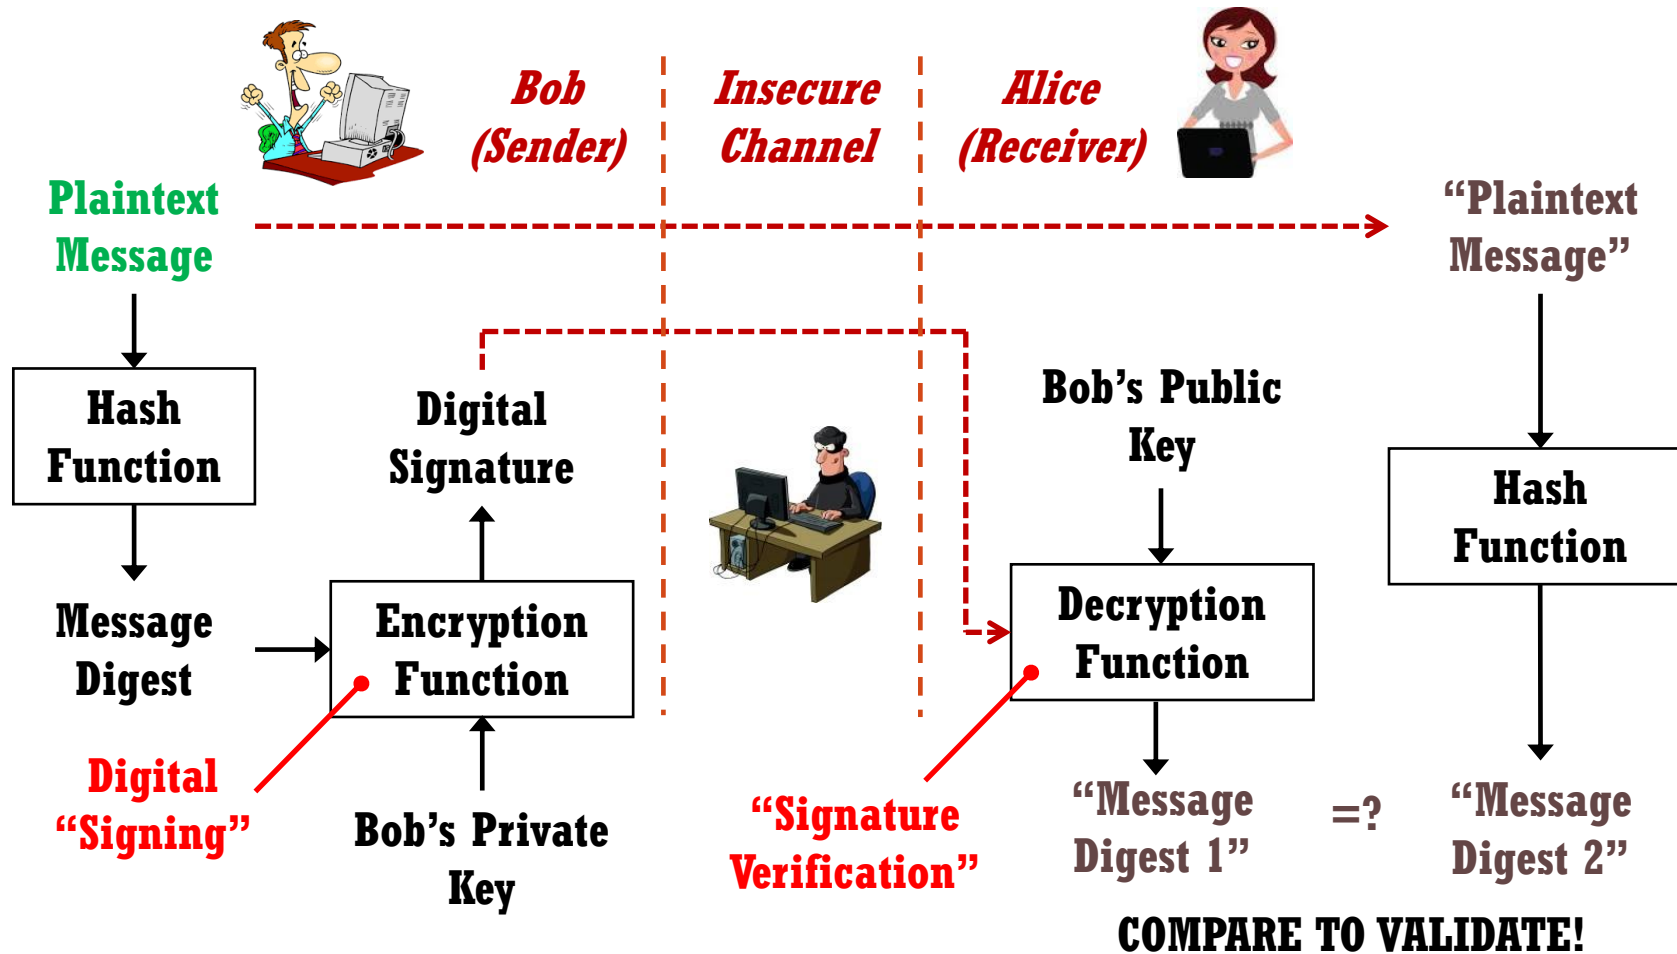 Bob
(Sender)
Insecure
Channel
Alice
(Receiver)
Plaintext
Message
“Plaintext
Message”
Hash
Function
Digital
Signature
Bob’s Public
Key
Hash
Function
Message
Digest
Encryption
Function
Decryption
Function
Digital
“Signing”
Bob’s Private
Key
“Signature
Verification”
“Message
Digest 1”
=?
“Message
Digest 2”
COMPARE TO VALIDATE!